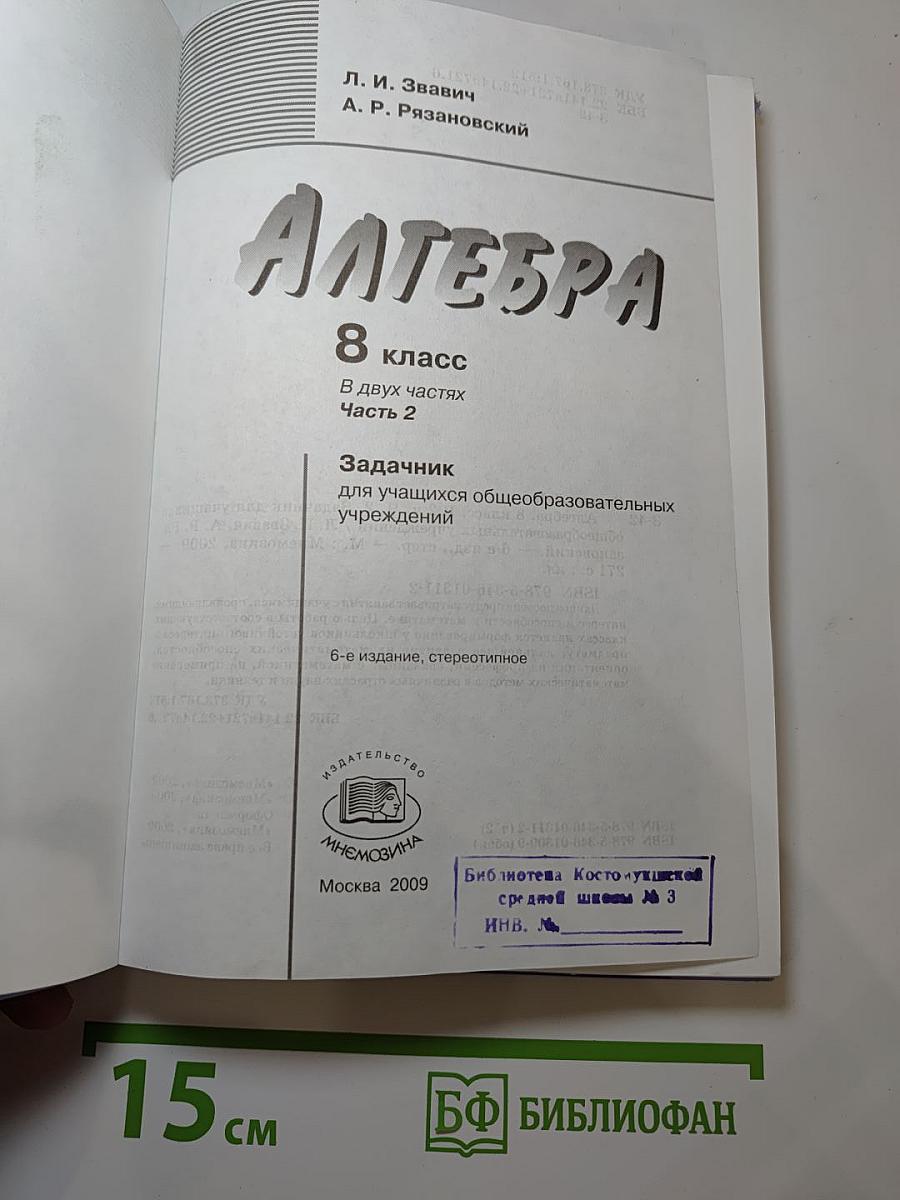 Л. И. Звавич
А. Р. Рязановский
АЛГЕБРА
8 класс
В двух частях
Часть 2
Задачник
для учащихся общеобразовательных
учреждений
6-е издание, стереотипное
ИЗДАТЕЛЬСТВО
МНЕМОЗИНА
Москва 2009
Библиотека Костомукшской
средней школы № 3
ИНВ. №
15 см
БФ БИБЛИОФАН